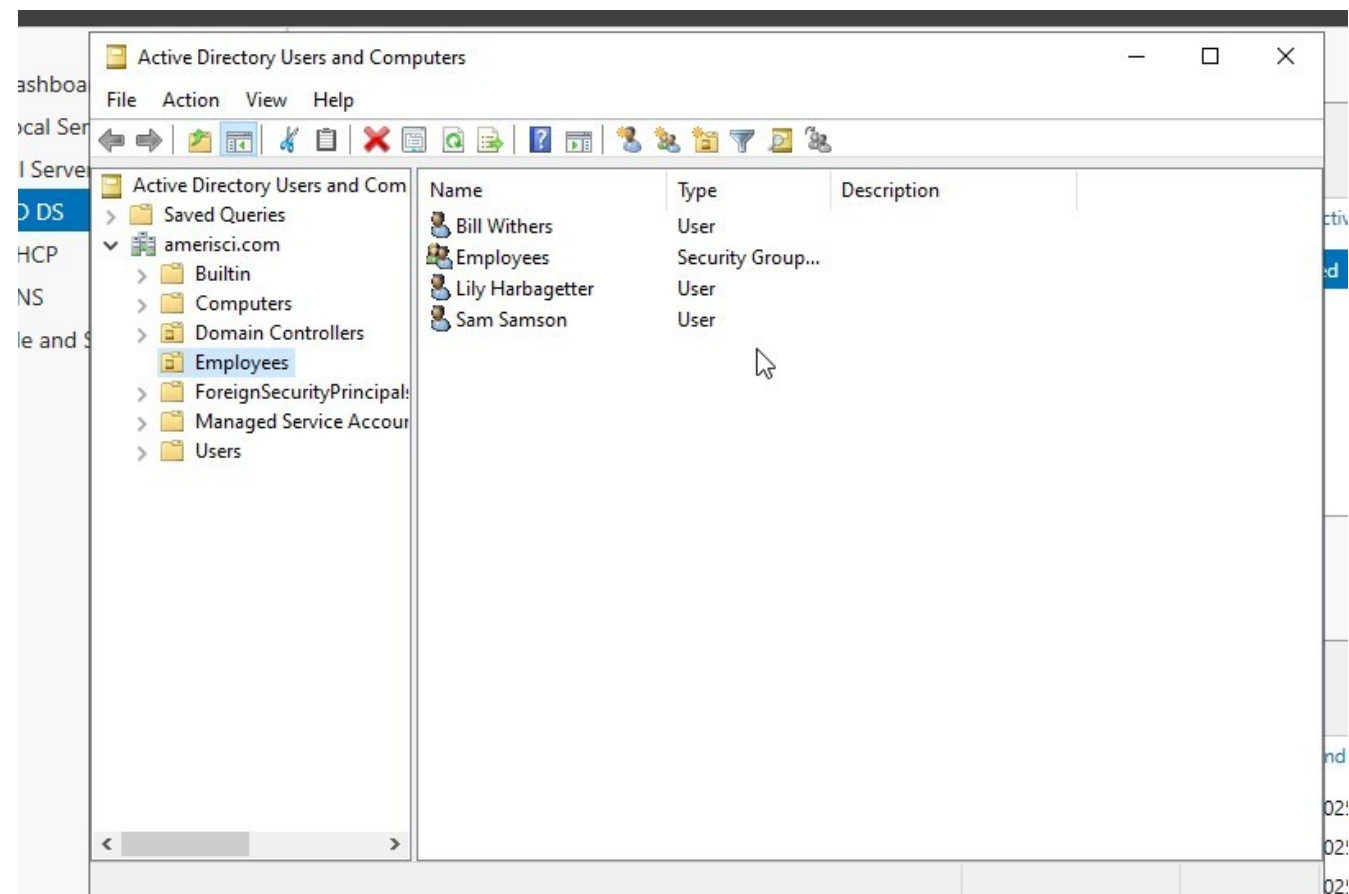 Active Directory Users and Computers
File Action View Help
Active Directory Users and Com
Saved Queries
amerisci.com
Builtin
Computers
Domain Controllers
Employees
ForeignSecurityPrincipal
Managed Service Accour
Users
Name Type Description
Bill Withers User
Employees Security Group...
Lily Harbagetter User
Sam Samson User
ashboa
ocal Ser
l Server
D DS
HCP
NS
le and S
ctiv
ed
nd
025
025
025